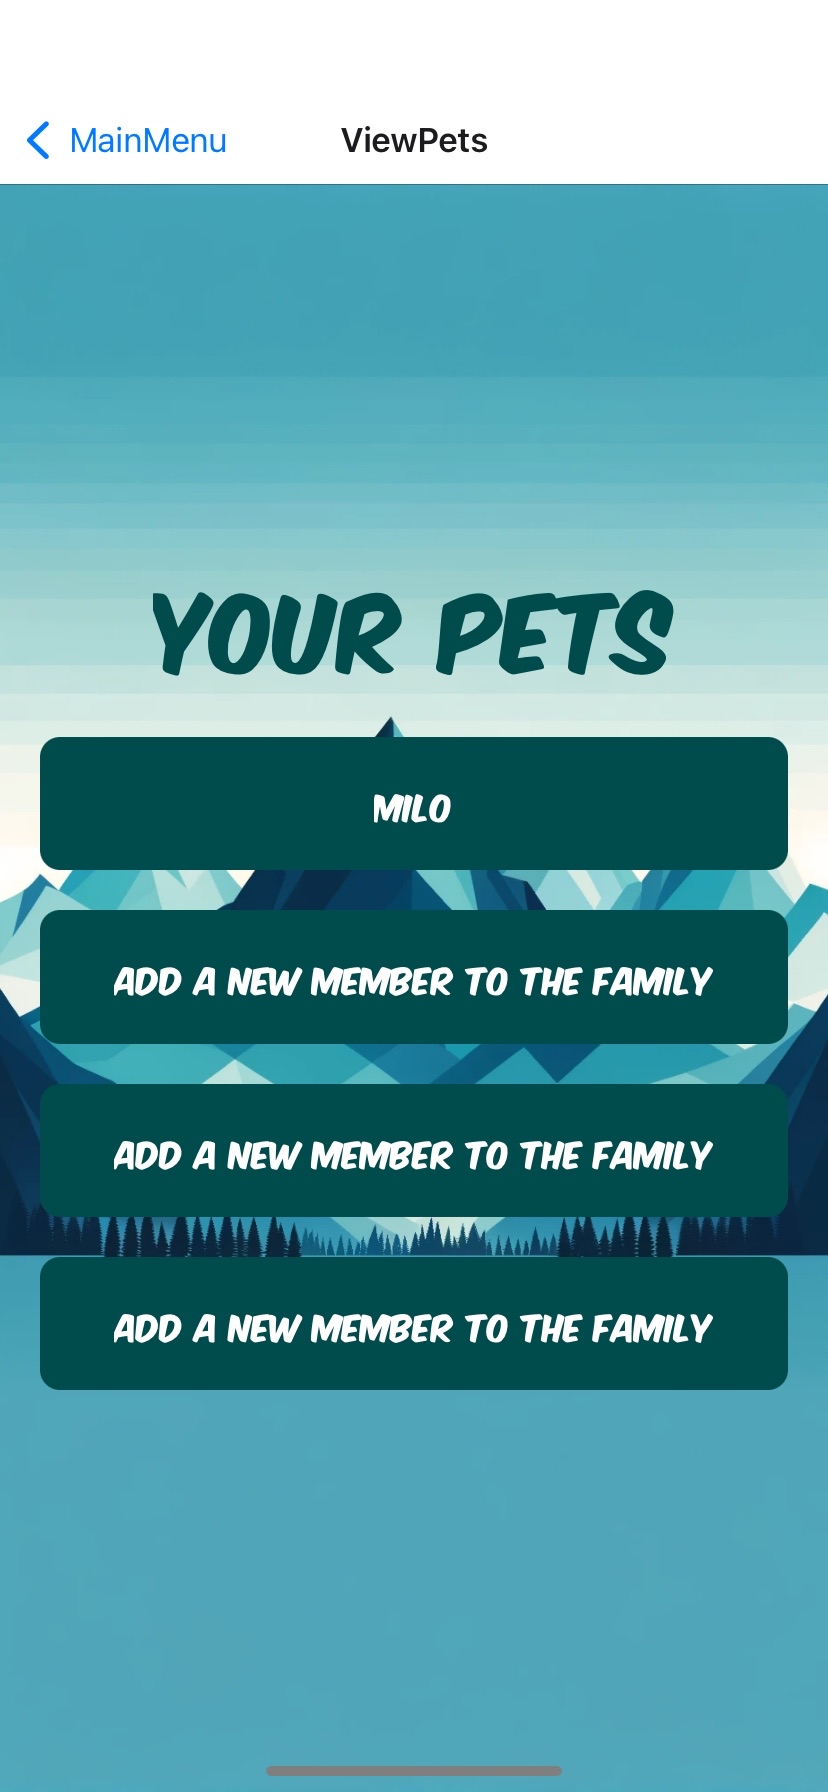 MainMenu
ViewPets
YOUR PETS
MILO
ADD A NEW MEMBER TO THE FAMILY
ADD A NEW MEMBER TO THE FAMILY
ADD A NEW MEMBER TO THE FAMILY